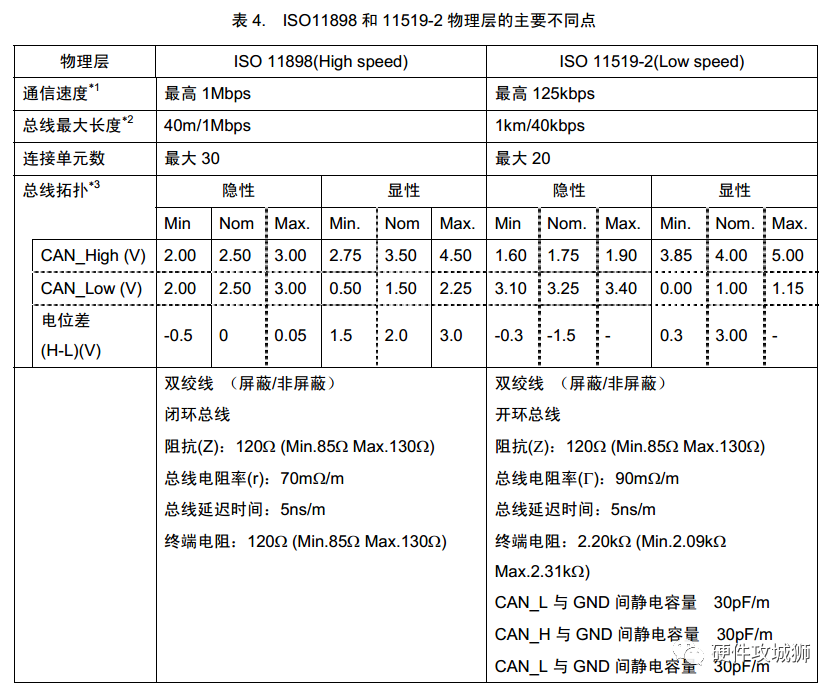 表 4. ISO11898 和 11519-2 物理层的主要不同点
物理层 ISO 11898(High speed) ISO 11519-2(Low speed)
通信速度*1 最高 1Mbps 最高 125kbps
总线最大长度*2 40m/1Mbps 1km/40kbps
连接单元数 最大 30 最大 20
总线拓扑*3 隐性 显性 隐性 显性
Min Nom Max. Min. Nom Max. Min Nom. Max. Min. Nom. Max.
CAN_High (V) 2.00 2.50 3.00 2.75 3.50 4.50 1.60 1.75 1.90 3.85 4.00 5.00
CAN_Low (V) 2.00 2.50 3.00 0.50 1.50 2.25 3.10 3.25 3.40 0.00 1.00 1.15
电位差
(H-L)(V) -0.5 0 0.05 1.5 2.0 3.0 -0.3 -1.5 - 0.3 3.00 -
双绞线 （屏蔽/非屏蔽）
闭环总线
阻抗(Z)：120Ω (Min.85Ω Max.130Ω)
总线电阻率(r)：70mΩ/m
总线延迟时间：5ns/m
终端电阻：120Ω (Min.85Ω Max.130Ω)
双绞线 （屏蔽/非屏蔽）
开环总线
阻抗(Z)：120Ω (Min.85Ω Max.130Ω)
总线电阻率(Γ)：90mΩ/m
总线延迟时间：5ns/m
终端电阻：2.20kΩ (Min.2.09kΩ
Max.2.31kΩ)
CAN_L 与 GND 间静电容量 30pF/m
CAN_H 与 GND 间静电容量 30pF/m
CAN_L 与 GND 间静电容量 30pF/m
硬件攻城狮